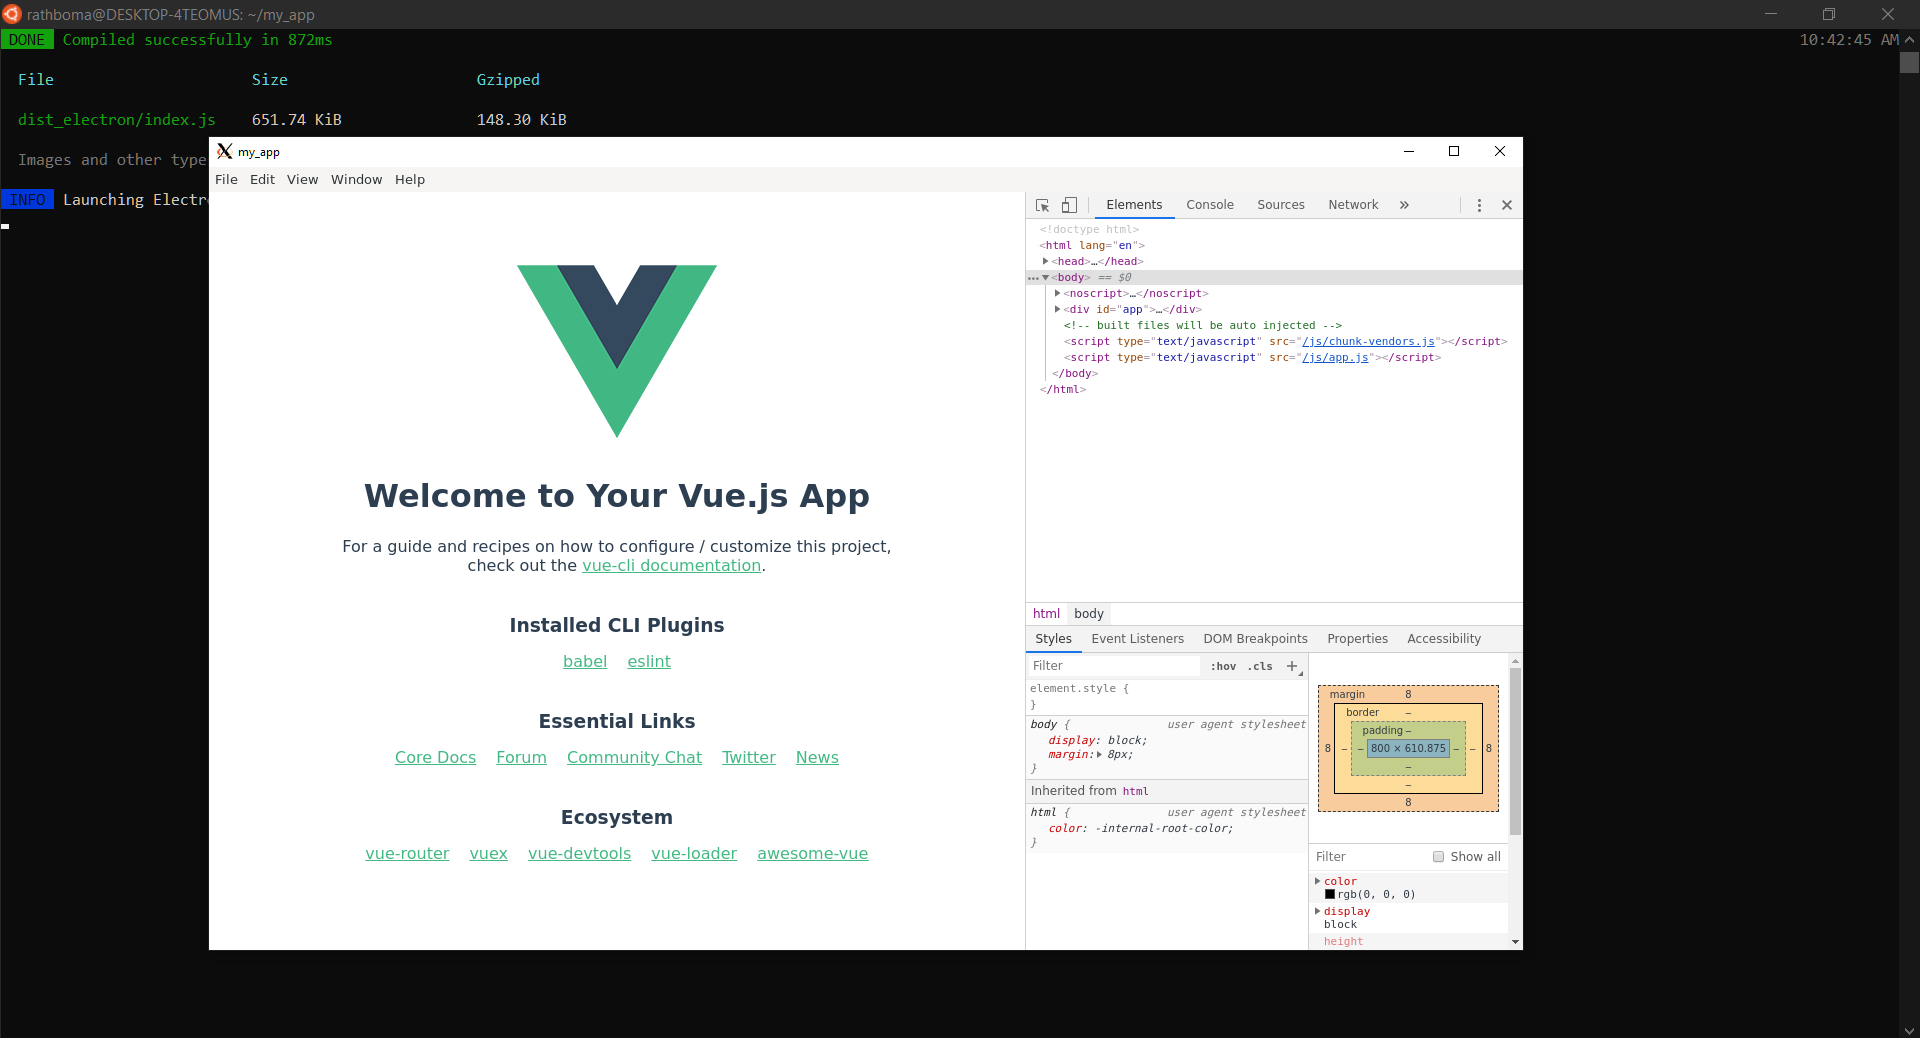 rathboma@DESKTOP-4TEOMUS: ~/my_app
DONE Compiled successfully in 872ms 10:42:45 AM
File Size Gzipped
dist_electron/index.js 651.74 KiB 148.30 KiB
Images and other type
INFO Launching Electr
my_app
File Edit View Window Help
Welcome to Your Vue.js App
For a guide and recipes on how to configure / customize this project,
check out the vue-cli documentation.
Installed CLI Plugins
babel eslint
Essential Links
Core Docs Forum Community Chat Twitter News
Ecosystem
vue-router vuex vue-devtools vue-loader awesome-vue
Elements Console Sources Network »
<!doctype html>
<html lang="en">
<head>…</head>
<body> == $0
<noscript>…</noscript>
<div id="app">…</div>
<!-- built files will be auto injected -->
<script type="text/javascript" src="/js/chunk-vendors.js"></script>
<script type="text/javascript" src="/js/app.js"></script>
</body>
</html>
html body
Styles Event Listeners DOM Breakpoints Properties Accessibility
Filter :hov .cls +
element.style {
}
body { user agent stylesheet
display: block;
margin: 8px;
}
Inherited from html
html { user agent stylesheet
color: -internal-root-color;
}
margin 8
border –
padding –
8 – – 800 × 610.875 – – 8
–
–
8
Filter Show all
color
rgb(0, 0, 0)
display
block
height